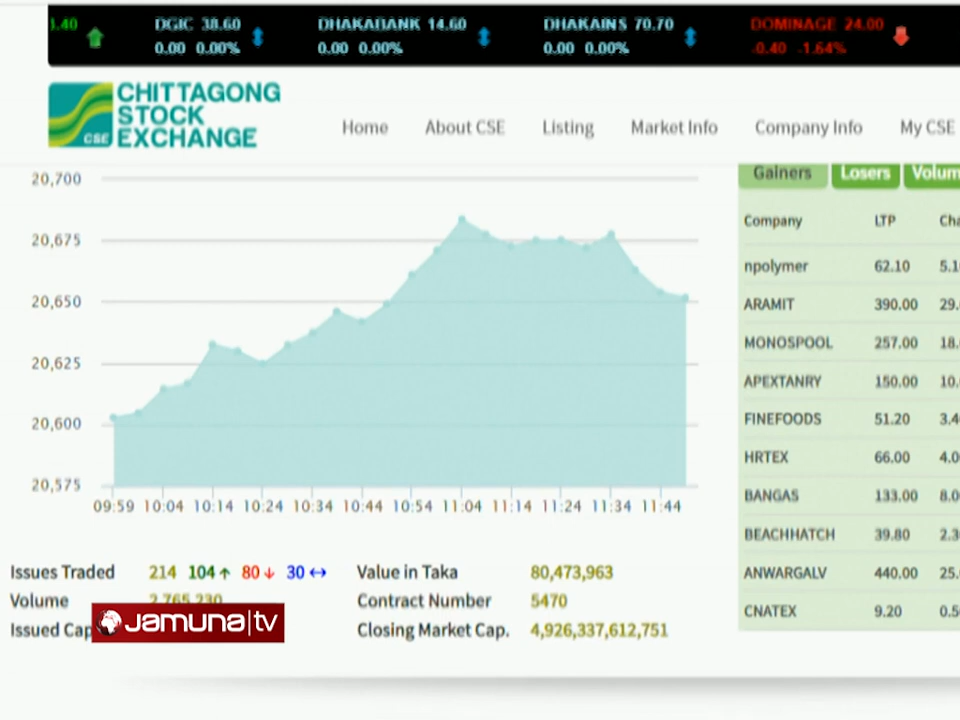 DGIC 38.60 DHAKABANK 14.60 DHAKAINS 70.70 DOMINAGE 24.00
0.00 0.00% 0.00 0.00% 0.00 0.00% -0.40 -1.64%
CHITTAGONG
STOCK
EXCHANGE
CSE
Home About CSE Listing Market Info Company Info My CSE
Gainers Losers
Company LTP
npolymer 62.10
ARAMIT 390.00
MONOSPOOL 257.00
APEXTANRY 150.00
FINEFOODS 51.20
HRTEX 66.00
BANGAS 133.00
BEACHHATCH 39.80
ANWARGALV 440.00
CNATEX 9.20
20,700
20,675
20,650
20,625
20,600
20,575
09:59 10:04 10:14 10:24 10:34 10:44 10:54 11:04 11:14 11:24 11:34 11:44
Issues Traded 214 104 ↑ 80 ↓ 30 ↔ Value in Taka 80,473,963
Volume 2,765,230 Contract Number 5470
Issued Cap Closing Market Cap. 4,926,337,612,751
Jamuna|tv